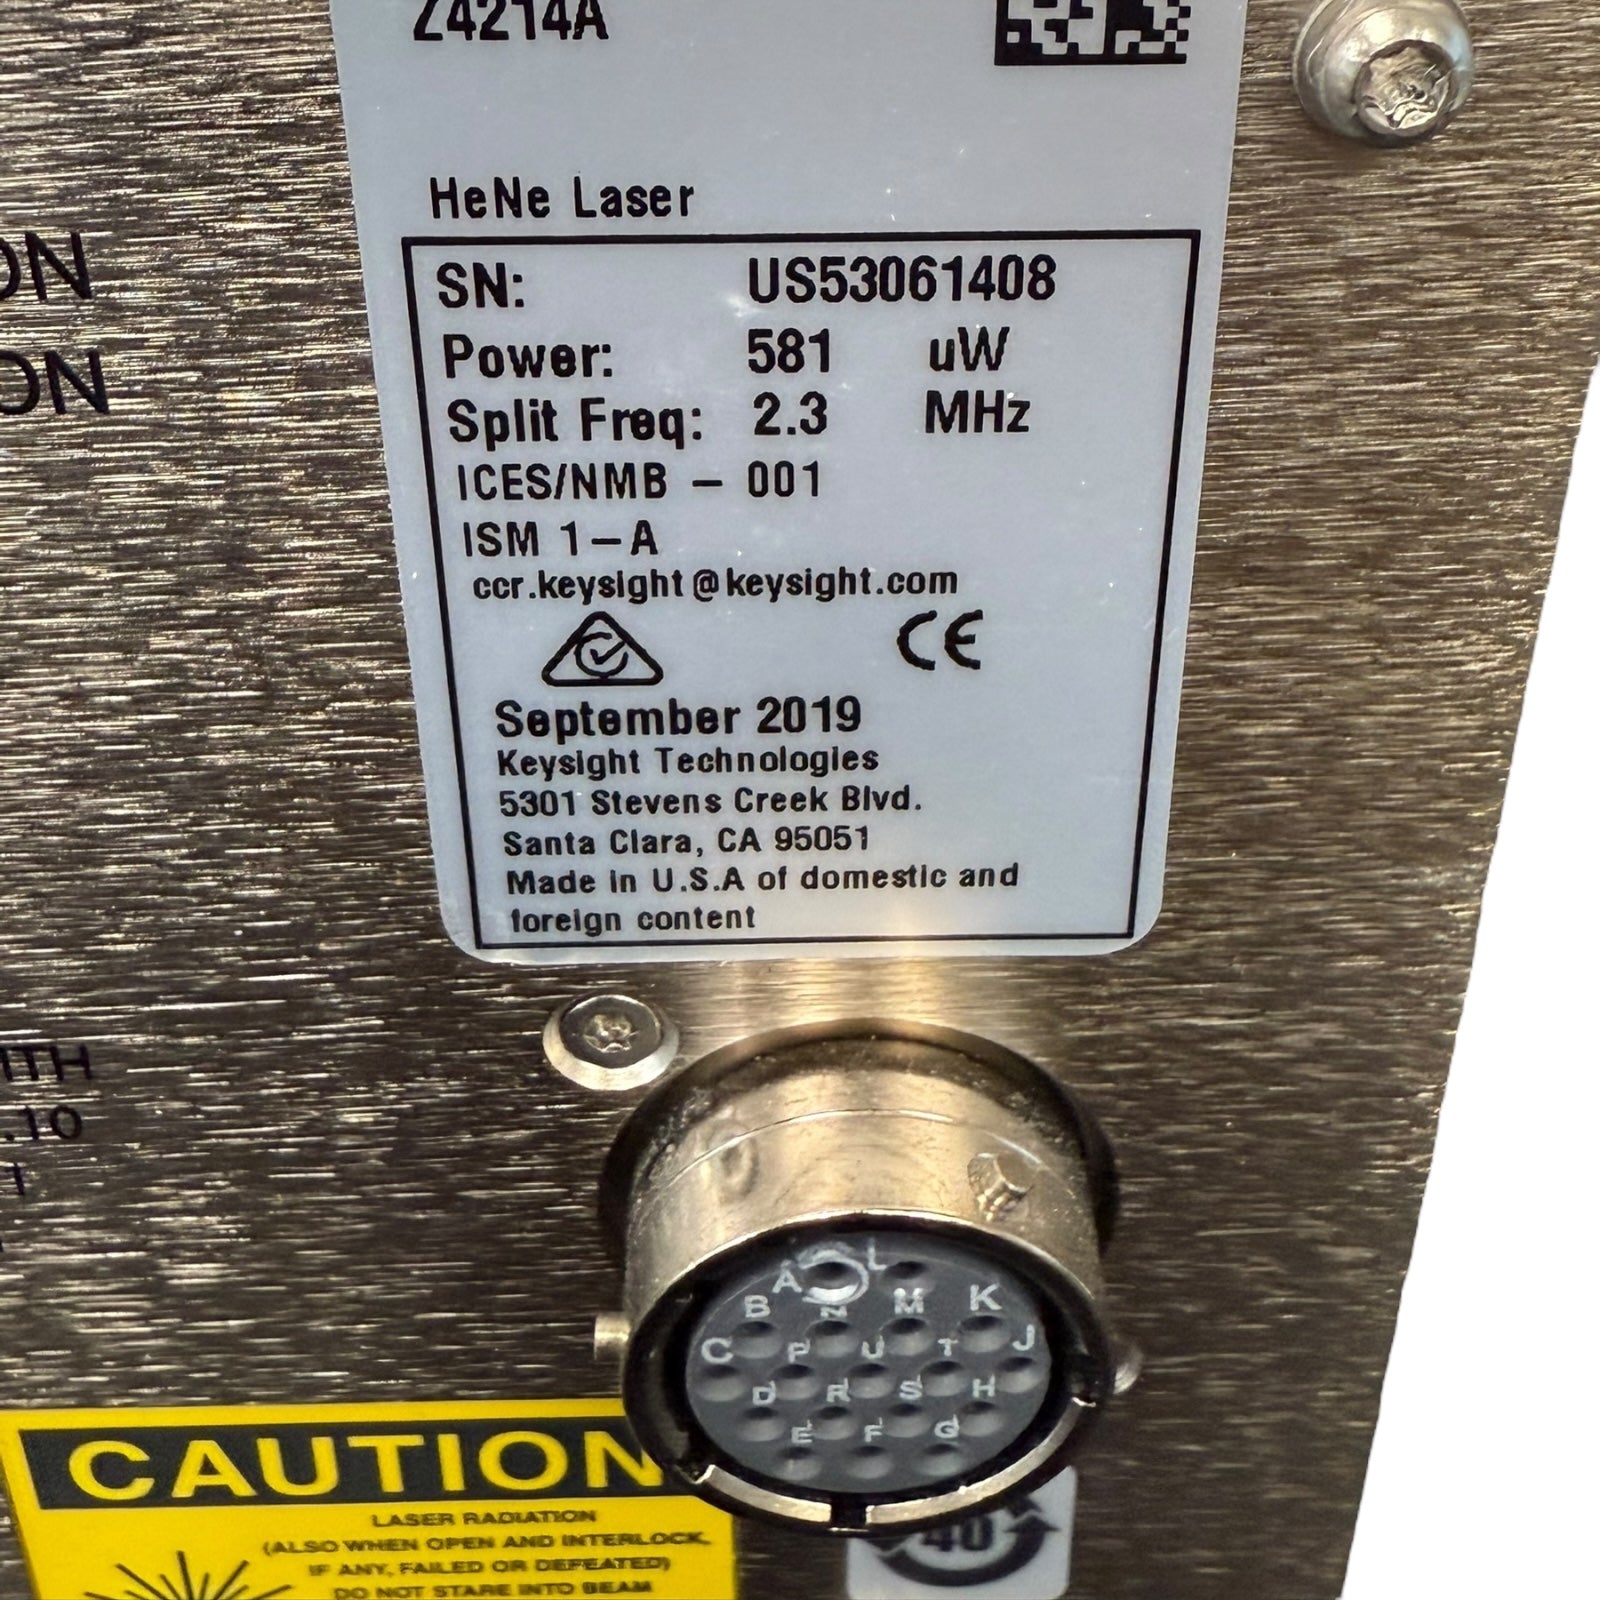 Z4214A
HeNe Laser
SN: US53061408
Power: 581 uW
Split Freq: 2.3 MHz
ICES/NMB – 001
ISM 1–A
ccr.keysight@keysight.com
CE
September 2019
Keysight Technologies
5301 Stevens Creek Blvd.
Santa Clara, CA 95051
Made in U.S.A of domestic and
foreign content
ON
ON
ITH
.10
A L
B N M K
C P U T J
D R S H
E F G
CAUTION
LASER RADIATION
(ALSO WHEN OPEN AND INTERLOCK,
IF ANY, FAILED OR DEFEATED)
DO NOT STARE INTO BEAM
40